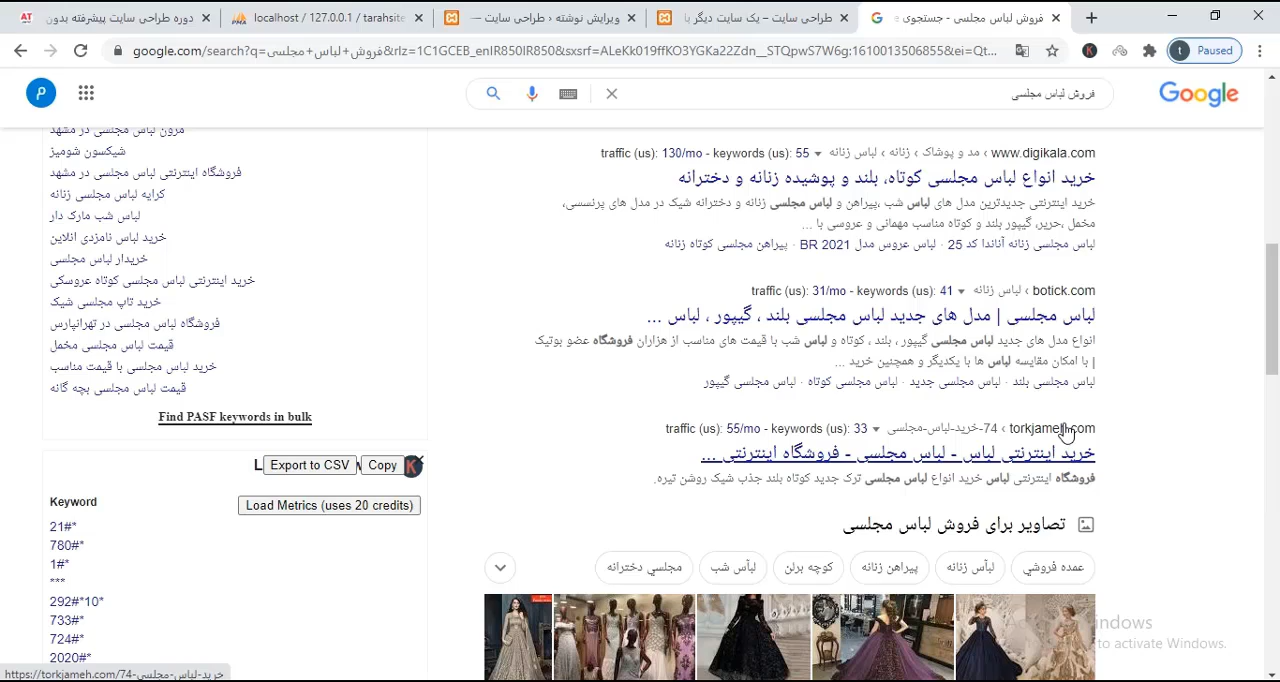 دوره طراحی سایت پیشرفته بدون
localhost / 127.0.0.1 / tarahsite
ویرایش نوشته ‹ طراحی سایت —
طراحی سایت – یک سایت دیگر با
فروش لباس مجلسی - جستجوی
google.com/search?q=فروش+لباس+مجلسی&rlz=1C1GCEB_enIR850IR850&sxsrf=ALeKk019ffKO3YGKa22Zdn__STQpwS7W6g:1610013506855&ei=Qt...
Paused
فروش لباس مجلسی
Google
مزون لباس مجلسی در مشهد
شیکسون شومیز
فروشگاه اینترنتی لباس مجلسی در مشهد
کرایه لباس مجلسی زنانه
لباس شب مارک دار
خرید لباس نامزدی انلاین
خریدار لباس مجلسی
خرید اینترنتی لباس مجلسی کوتاه عروسکی
خرید تاپ مجلسی شیک
فروشگاه لباس مجلسی در تهرانپارس
قیمت لباس مجلسی مخمل
خرید لباس مجلسی با قیمت مناسب
قیمت لباس مجلسی بچه گانه
Find PASF keywords in bulk
Export to CSV
Copy
Keyword
Load Metrics (uses 20 credits)
21#*
780#*
1#*
***
292#*10*
733#*
724#*
2020#*
www.digikala.com › مد و پوشاک › زنانه › لباس زنانه
traffic (us): 130/mo - keywords (us): 55
خرید انواع لباس مجلسی کوتاه، بلند و پوشیده زنانه و دخترانه
خرید اینترنتی جدیدترین مدل های لباس شب ،پیراهن و لباس مجلسی زنانه و دخترانه شیک در مدل های پرنسسی،
مخمل ،حریر، گیپور بلند و کوتاه مناسب مهمانی و عروسی با ...
لباس مجلسی زنانه آناندا کد 25 · لباس عروس مدل BR 2021 · پیراهن مجلسی کوتاه زنانه
botick.com › لباس زنانه
traffic (us): 31/mo - keywords (us): 41
لباس مجلسی | مدل های جدید لباس مجلسی بلند ، گیپور ، لباس ...
انواع مدل های جدید لباس مجلسی گیپور ، بلند ، کوتاه و لباس شب با قیمت های مناسب از هزاران فروشگاه عضو بوتیک
| با امکان مقایسه لباس ها با یکدیگر و همچنین خرید ...
لباس مجلسی بلند · لباس مجلسی جدید · لباس مجلسی کوتاه · لباس مجلسی گیپور
torkjameh.com › 74-خرید-لباس-مجلسی
traffic (us): 55/mo - keywords (us): 33
خرید اینترنتی لباس - لباس مجلسی - فروشگاه اینترنتی ...
فروشگاه اینترنتی لباس خرید انواع لباس مجلسی ترک جدید کوتاه بلند جذب شیک روشن تیره.
تصاویر برای فروش لباس مجلسی
عمده فروشي
لبآس زنانه
پیراهن زنانه
کوچه برلن
لبآس شب
مجلسي دخترانه
to activate Windows.
https://torkjameh.com/74-خرید-لباس-مجلسی